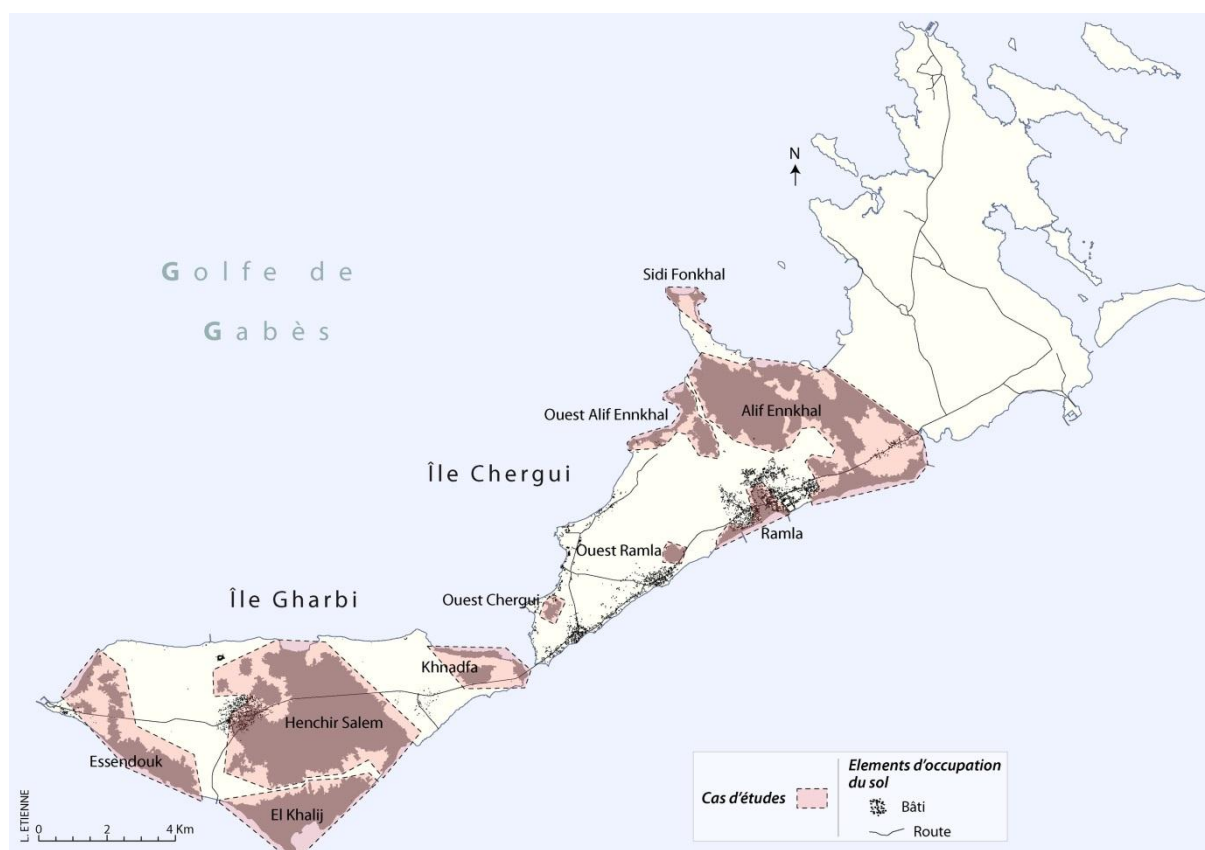 N
Golfe de
Gabès
Sidi Fonkhal
Ouest Alif Ennkhal
Alif Ennkhal
Île Chergui
Ramla
Ouest Ramla
Ouest Chergui
Île Gharbi
Khnadfa
Henchir Salem
Essendouk
El Khalij
L. ETIENNE
0 2 4 Km
Cas d'études
Elements d'occupation
du sol
Bâti
Route